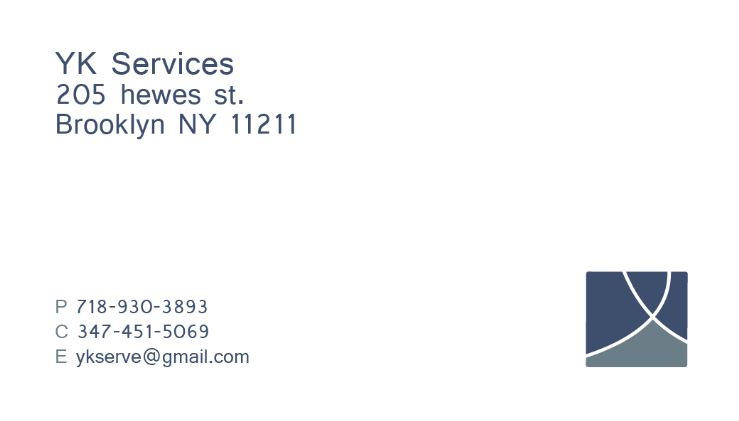 YK Services
205 hewes st.
Brooklyn NY 11211
P 718-930-3893
C 347-451-5069
E ykserve@gmail.com